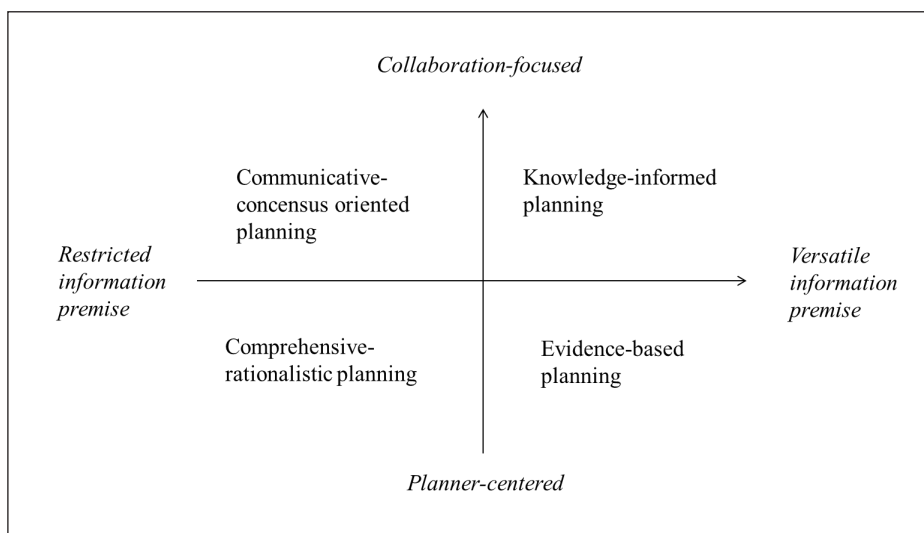 Collaboration-focused
Communicative-
concensus oriented
planning
Knowledge-informed
planning
Restricted
information
premise
Versatile
information
premise
Comprehensive-
rationalistic planning
Evidence-based
planning
Planner-centered